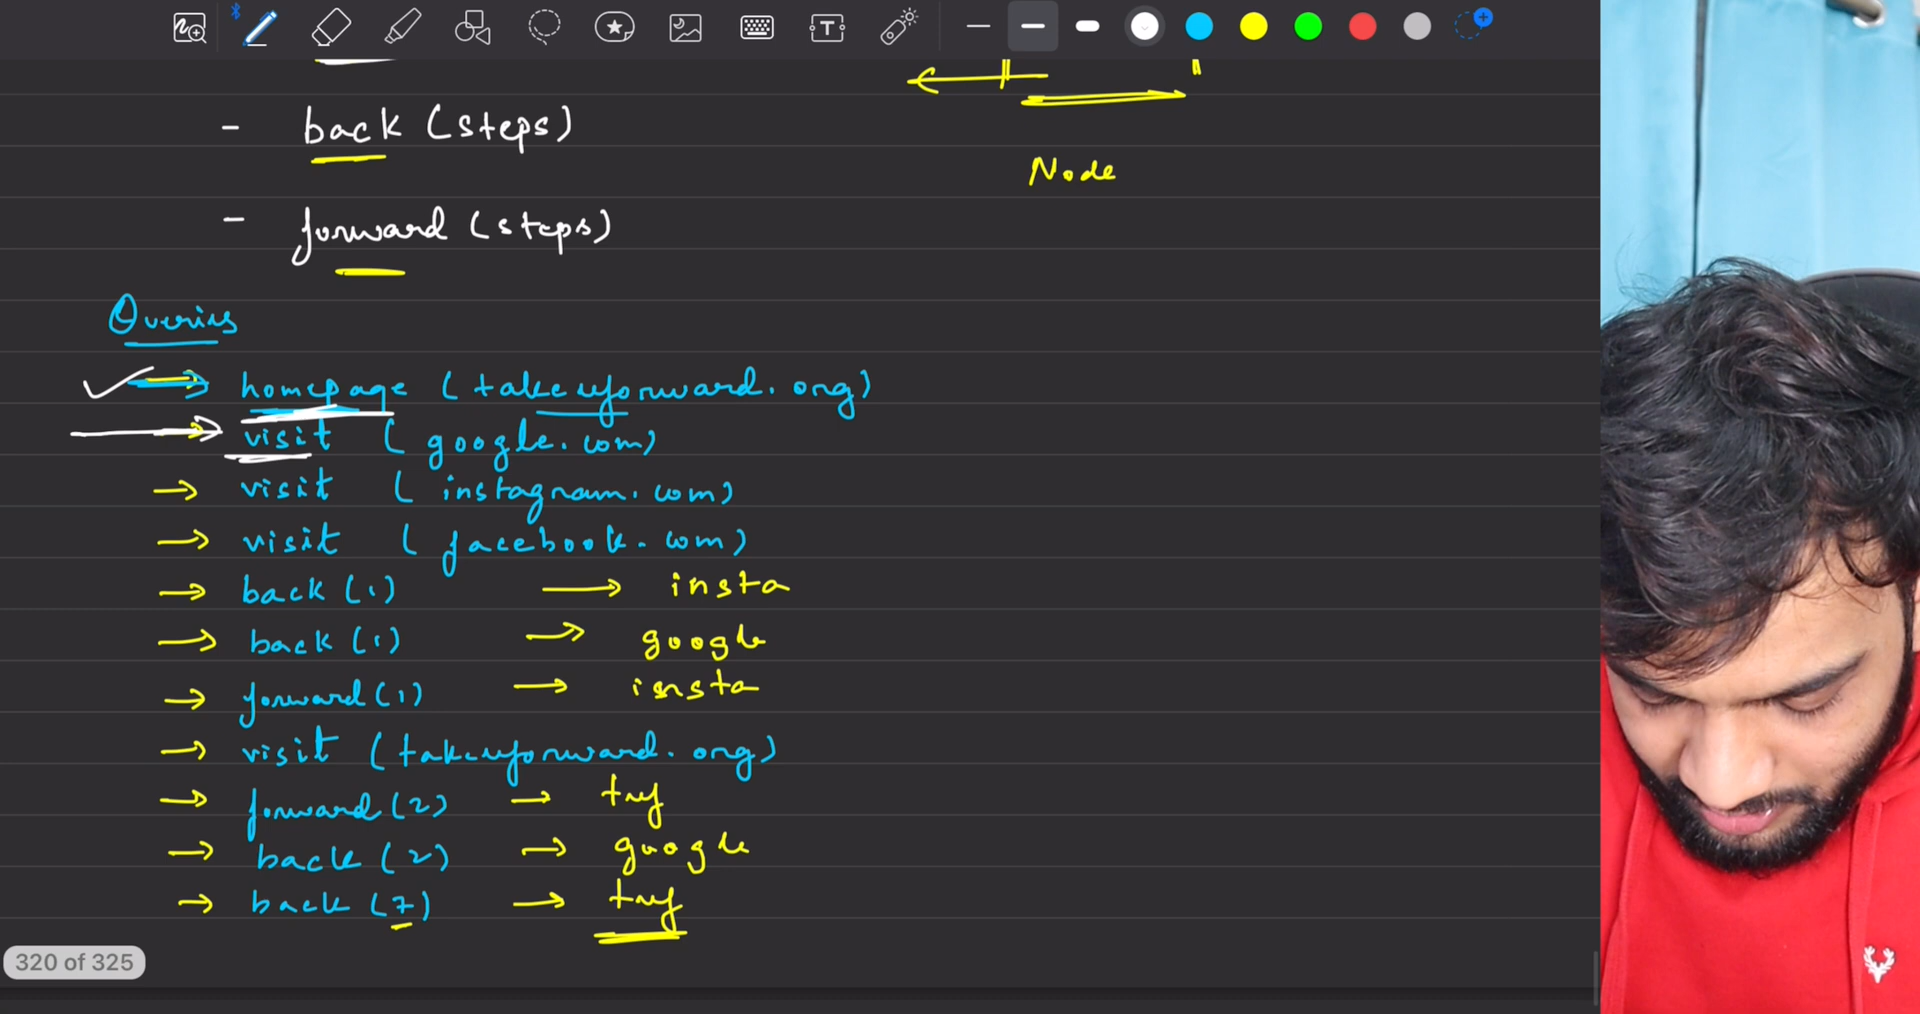 - back (steps)
Node
- forward (steps)
Queries
→ homepage (takeuforward.org)
→ visit (google.com)
→ visit (instagram.com)
→ visit (facebook.com)
→ back (1) → insta
→ back (1) → google
→ forward (1) → insta
→ visit (takeuforward.org)
→ forward (2) → tuf
→ back (2) → google
→ back (7) → tuf
320 of 325